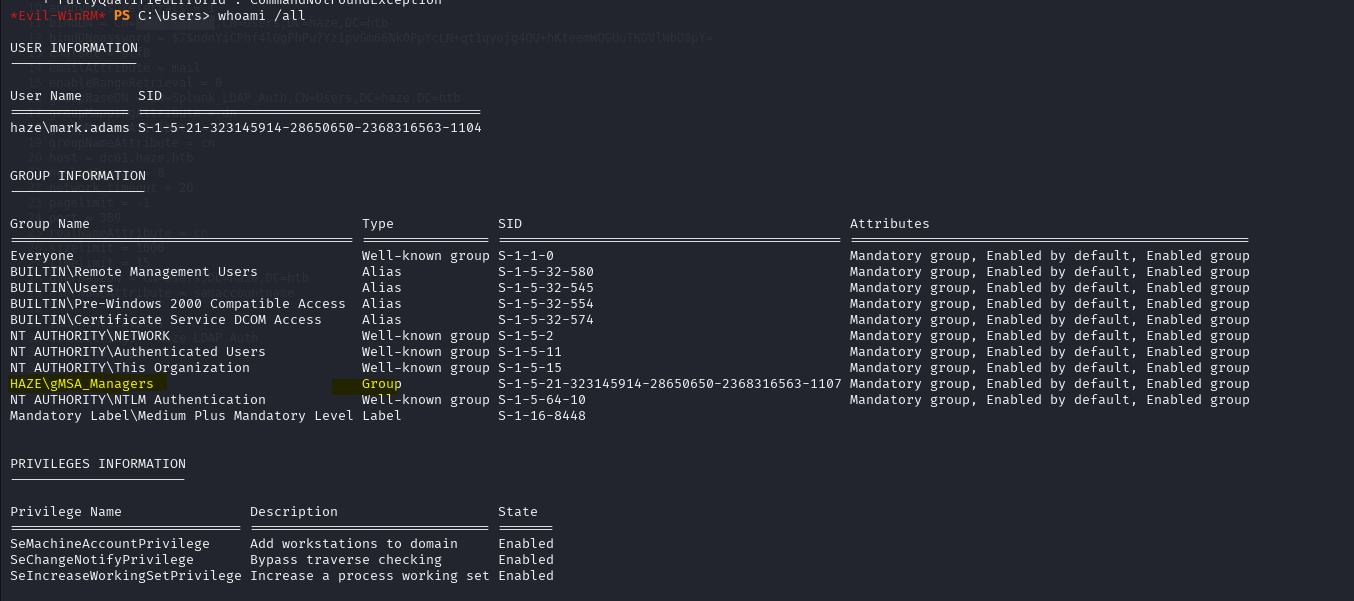 *Evil-WinRM* PS C:\Users> whoami /all
USER INFORMATION
User Name SID
haze\mark.adams S-1-5-21-323145914-28650650-2368316563-1104
GROUP INFORMATION
Group Name Type SID Attributes
Everyone Well-known group S-1-1-0 Mandatory group, Enabled by default, Enabled group
BUILTIN\Remote Management Users Alias S-1-5-32-580 Mandatory group, Enabled by default, Enabled group
BUILTIN\Users Alias S-1-5-32-545 Mandatory group, Enabled by default, Enabled group
BUILTIN\Pre-Windows 2000 Compatible Access Alias S-1-5-32-554 Mandatory group, Enabled by default, Enabled group
BUILTIN\Certificate Service DCOM Access Alias S-1-5-32-574 Mandatory group, Enabled by default, Enabled group
NT AUTHORITY\NETWORK Well-known group S-1-5-2 Mandatory group, Enabled by default, Enabled group
NT AUTHORITY\Authenticated Users Well-known group S-1-5-11 Mandatory group, Enabled by default, Enabled group
NT AUTHORITY\This Organization Well-known group S-1-5-15 Mandatory group, Enabled by default, Enabled group
HAZE\gMSA_Managers Group S-1-5-21-323145914-28650650-2368316563-1107 Mandatory group, Enabled by default, Enabled group
NT AUTHORITY\NTLM Authentication Well-known group S-1-5-64-10 Mandatory group, Enabled by default, Enabled group
Mandatory Label\Medium Plus Mandatory Level Label S-1-16-8448
PRIVILEGES INFORMATION
Privilege Name Description State
SeMachineAccountPrivilege Add workstations to domain Enabled
SeChangeNotifyPrivilege Bypass traverse checking Enabled
SeIncreaseWorkingSetPrivilege Increase a process working set Enabled